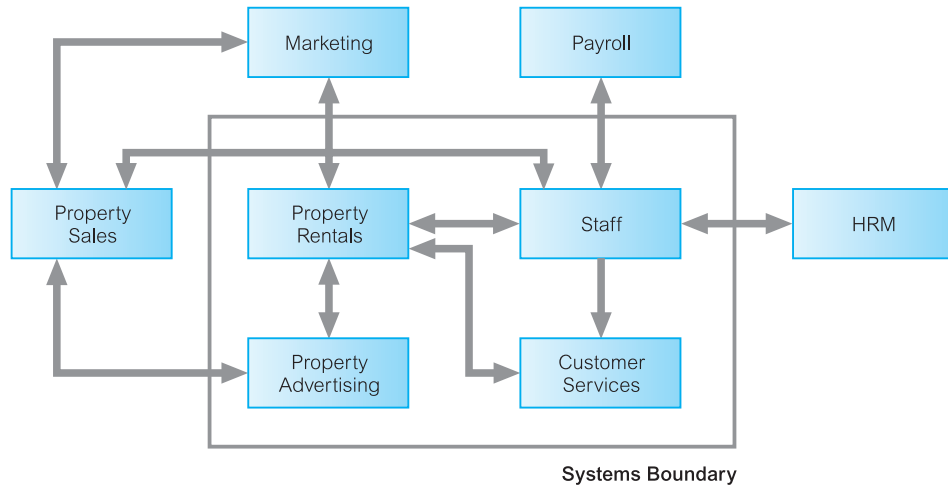 Marketing
Payroll
Property
Sales
Property
Rentals
Staff
HRM
Property
Advertising
Customer
Services
Systems Boundary